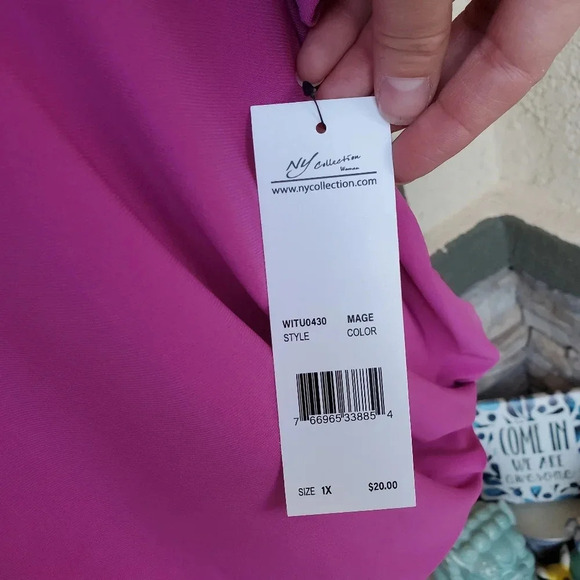 NY Collection
Woman
www.nycollection.com
WITU0430 MAGE
STYLE COLOR
7 66965 33885 4
SIZE 1X $20.00
COME IN
WE ARE
awesome